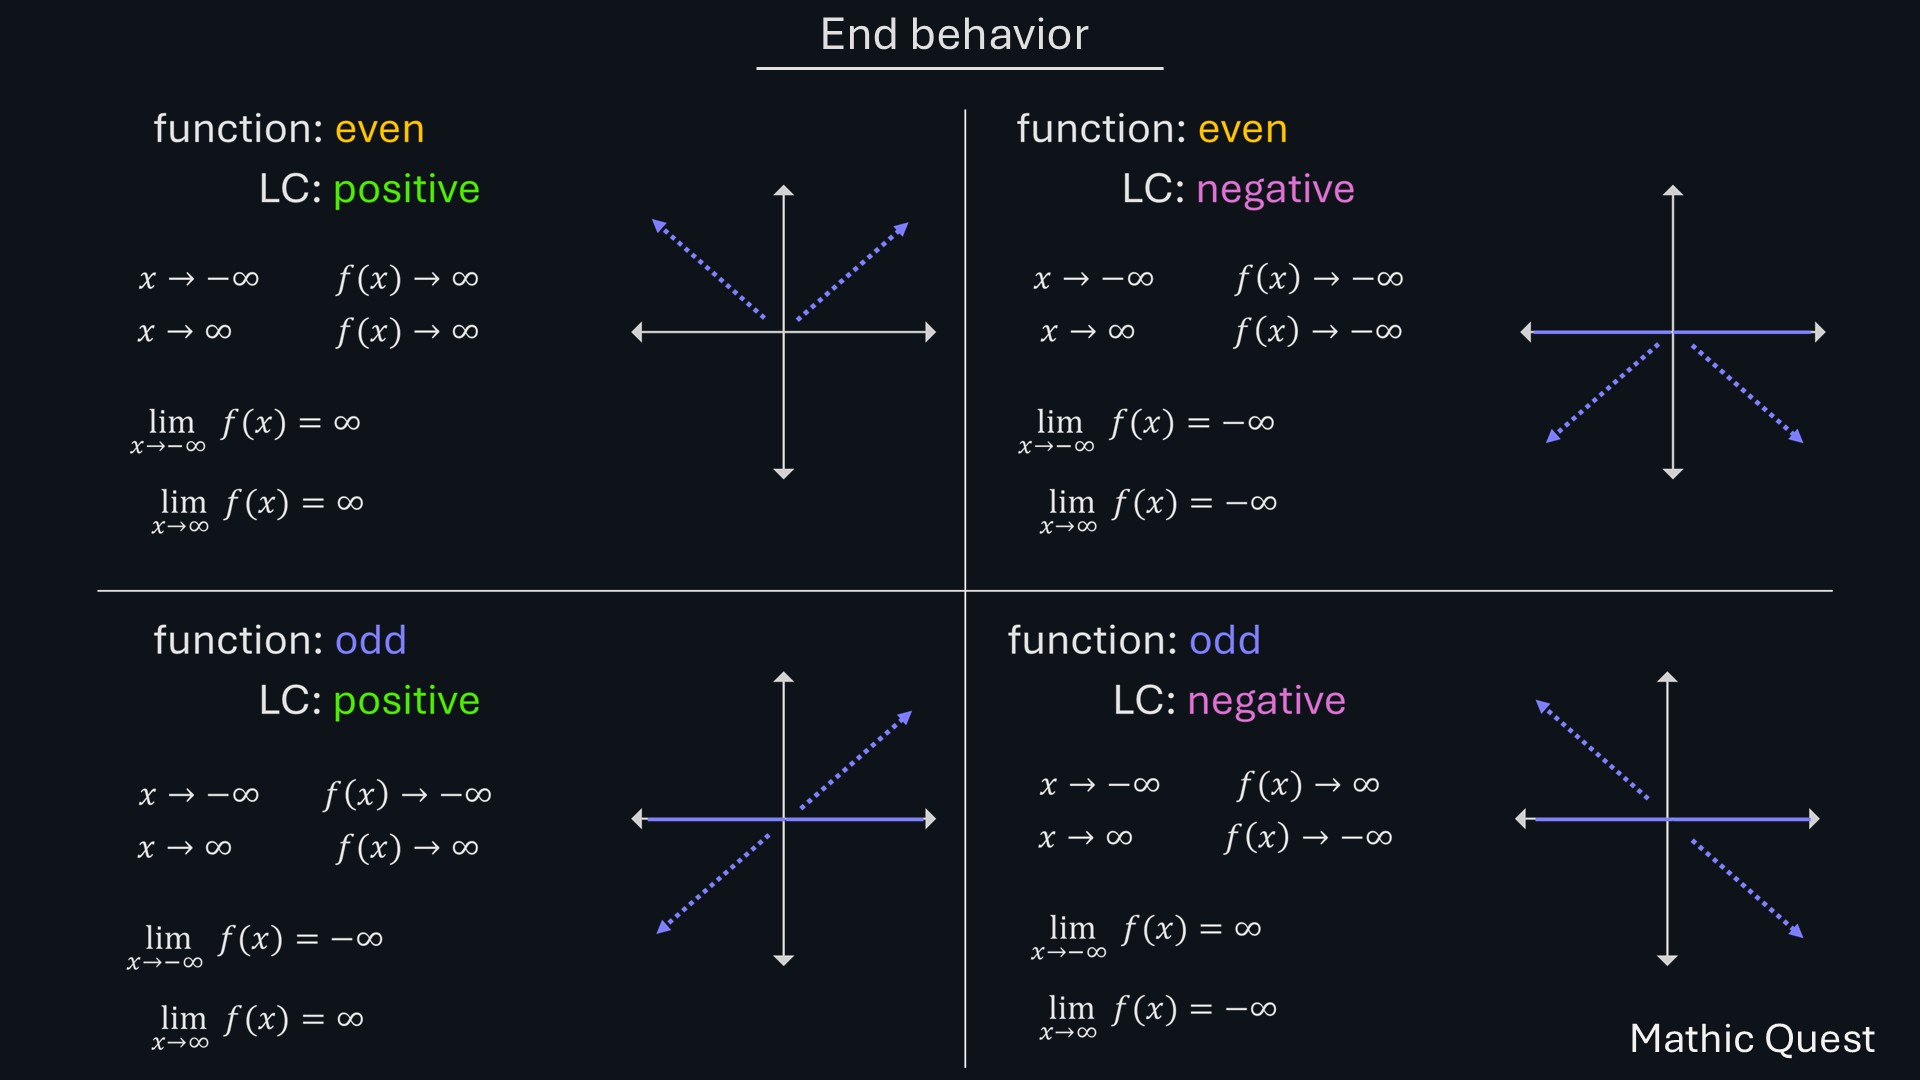 End behavior
function: even
LC: positive
x → −∞ f(x) → ∞
x → ∞ f(x) → ∞
lim x→−∞ f(x) = ∞
lim x→∞ f(x) = ∞
function: even
LC: negative
x → −∞ f(x) → −∞
x → ∞ f(x) → −∞
lim x→−∞ f(x) = −∞
lim x→∞ f(x) = −∞
function: odd
LC: positive
x → −∞ f(x) → −∞
x → ∞ f(x) → ∞
lim x→−∞ f(x) = −∞
lim x→∞ f(x) = ∞
function: odd
LC: negative
x → −∞ f(x) → ∞
x → ∞ f(x) → −∞
lim x→−∞ f(x) = ∞
lim x→∞ f(x) = −∞
Mathic Quest